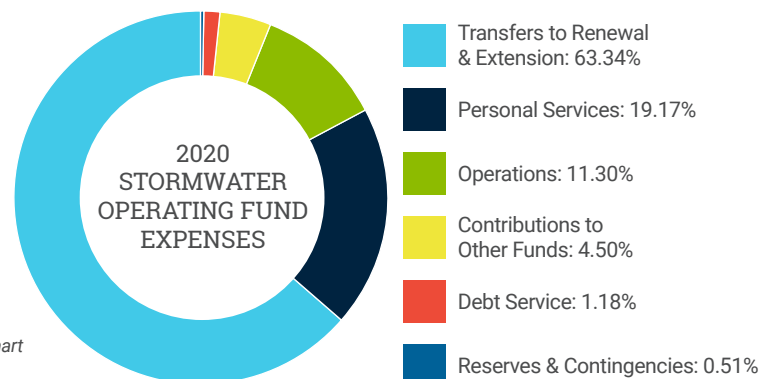 2020
STORMWATER
OPERATING FUND
EXPENSES
Transfers to Renewal
& Extension: 63.34%
Personal Services: 19.17%
Operations: 11.30%
Contributions to
Other Funds: 4.50%
Debt Service: 1.18%
Reserves & Contingencies: 0.51%